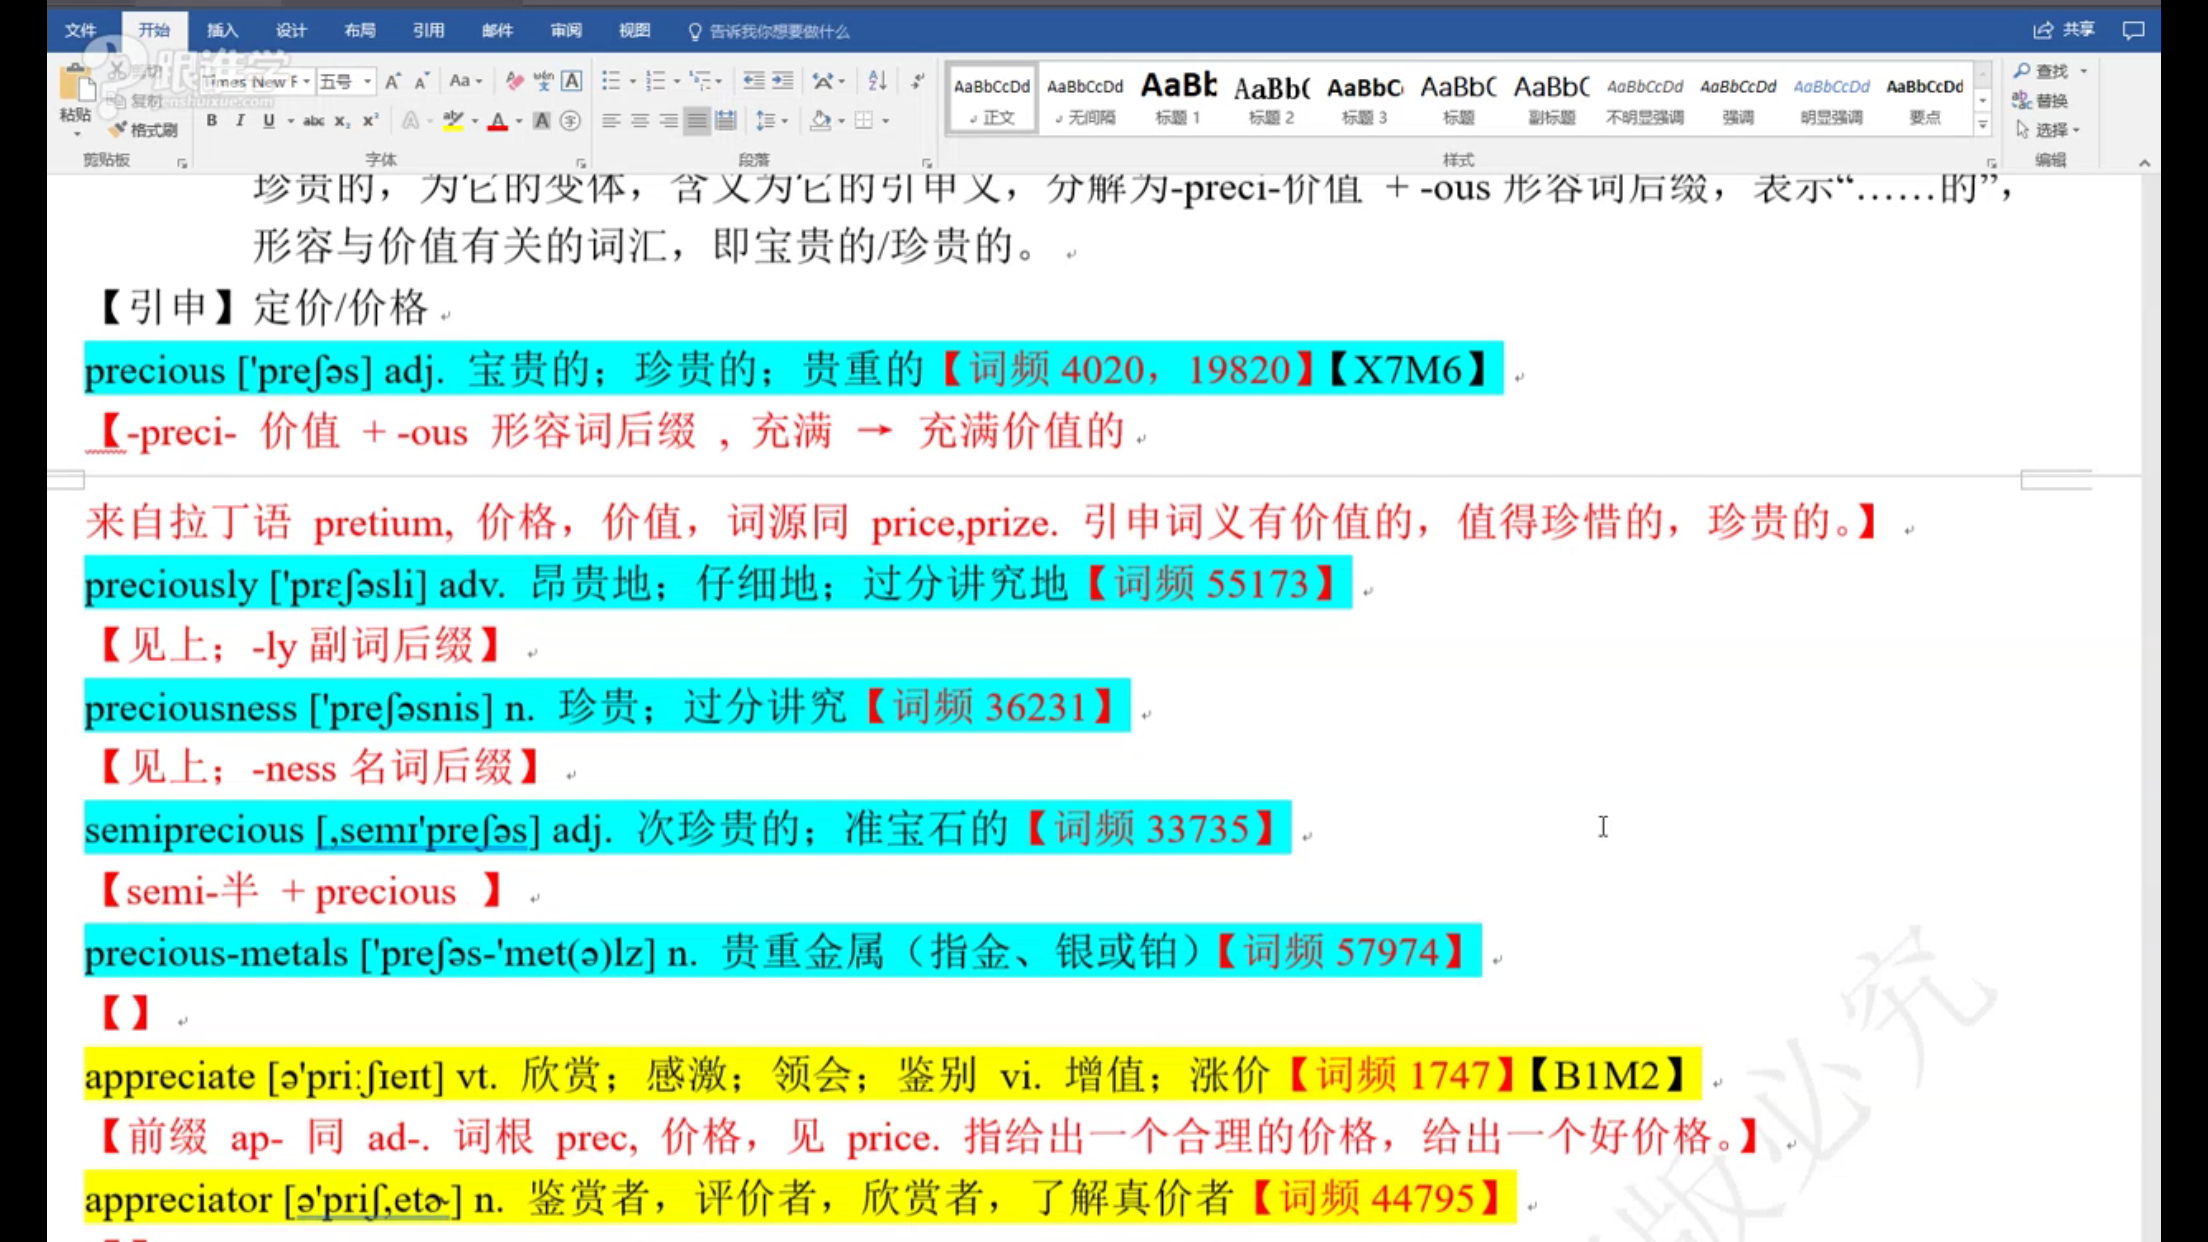 文件 开始 插入 设计 布局 引用 邮件 审阅 视图 告诉我你想要做什么 共享
跟谁学
genshuixue.com
剪切
复制
格式刷
粘贴
剪贴板
Times New F 五号
字体
段落
AaBbCcDd AaBbCcDd AaBb AaBb( AaBbC AaBbC AaBbC AaBbCcDd AaBbCcDd AaBbCcDd AaBbCcDd
正文 无间隔 标题 1 标题 2 标题 3 标题 副标题 不明显强调 强调 明显强调 要点
样式
查找
替换
选择
编辑
珍贵的，为它的变体，含义为它的引申义，分解为-preci-价值 + -ous 形容词后缀，表示“……的”，
形容与价值有关的词汇，即宝贵的/珍贵的。
【引申】定价/价格
precious ['preʃəs] adj. 宝贵的；珍贵的；贵重的【词频 4020，19820】【X7M6】
【-preci- 价值 + -ous 形容词后缀 , 充满 → 充满价值的
来自拉丁语 pretium, 价格，价值，词源同 price,prize. 引申词义有价值的，值得珍惜的，珍贵的。】
preciously ['prɛʃəsli] adv. 昂贵地；仔细地；过分讲究地【词频 55173】
【见上；-ly 副词后缀】
preciousness ['preʃəsnis] n. 珍贵；过分讲究【词频 36231】
【见上；-ness 名词后缀】
semiprecious [,semɪ'preʃəs] adj. 次珍贵的；准宝石的【词频 33735】
【semi-半 + precious 】
precious-metals ['preʃəs-'met(ə)lz] n. 贵重金属（指金、银或铂）【词频 57974】
【】
appreciate [ə'priːʃɪeɪt] vt. 欣赏；感激；领会；鉴别 vi. 增值；涨价【词频 1747】【B1M2】
【前缀 ap- 同 ad-. 词根 prec, 价格，见 price. 指给出一个合理的价格，给出一个好价格。】
appreciator [ə'priʃ,etɚ] n. 鉴赏者，评价者，欣赏者，了解真价者【词频 44795】
版必究